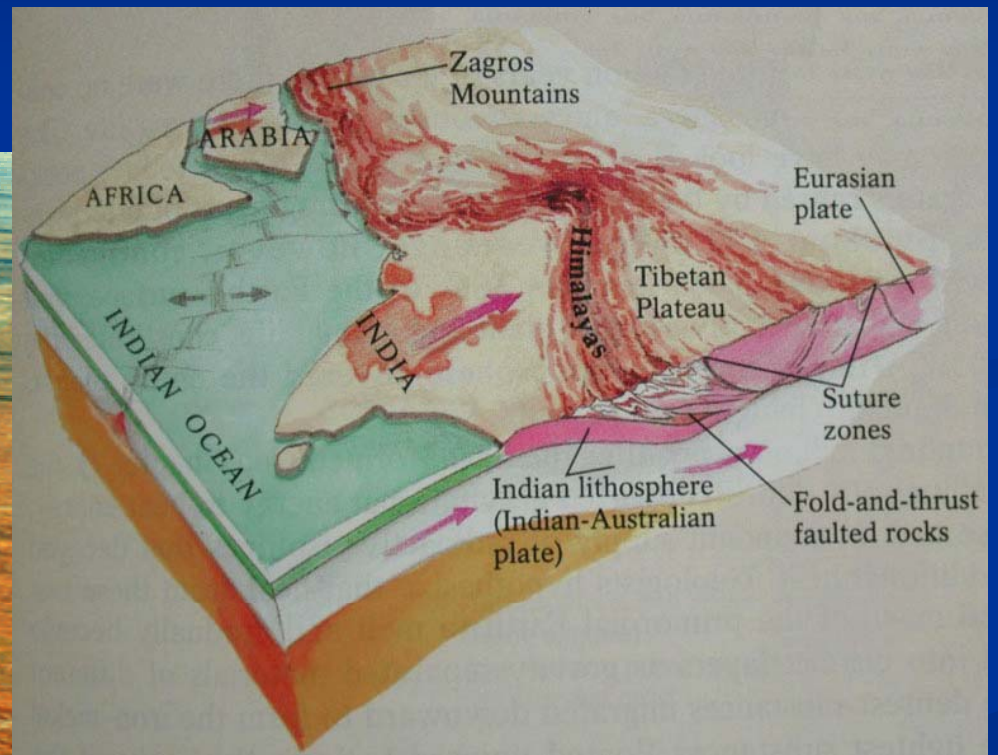 Zagros
Mountains
ARABIA
AFRICA
Eurasian
plate
Himalayas
Tibetan
Plateau
INDIA
INDIAN OCEAN
Suture
zones
Indian lithosphere
(Indian-Australian
plate)
Fold-and-thrust
faulted rocks